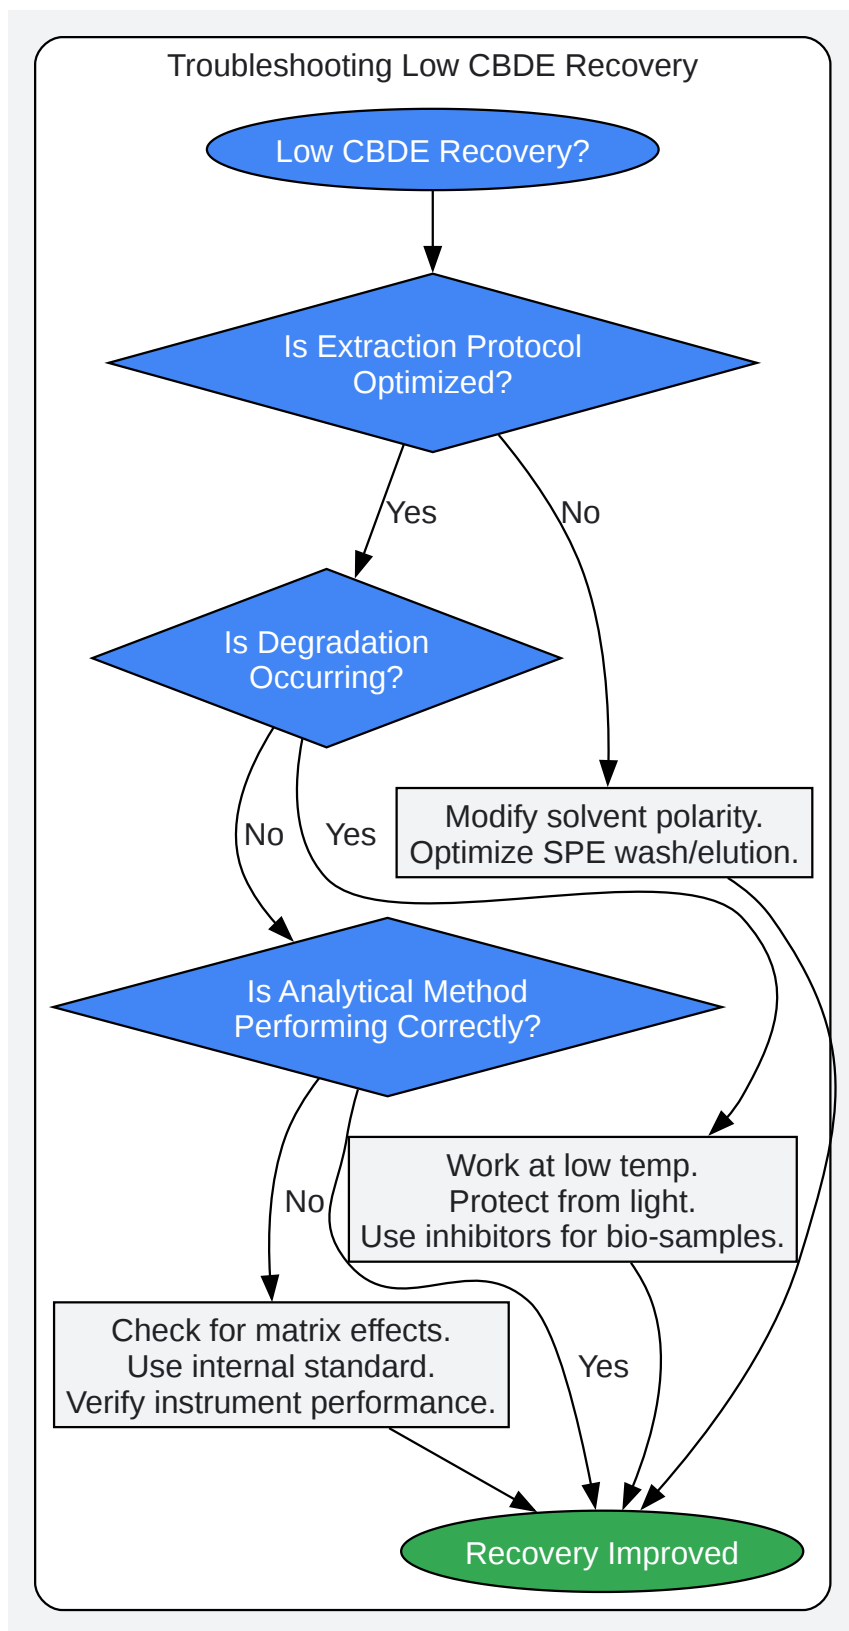 Troubleshooting Low CBDE Recovery
Low CBDE Recovery?
Is Extraction Protocol
Optimized?
Yes
No
Is Degradation
Occurring?
No
Yes
Modify solvent polarity.
Optimize SPE wash/elution.
Is Analytical Method
Performing Correctly?
No
Work at low temp.
Protect from light.
Use inhibitors for bio-samples.
Check for matrix effects.
Use internal standard.
Verify instrument performance.
Yes
Recovery Improved